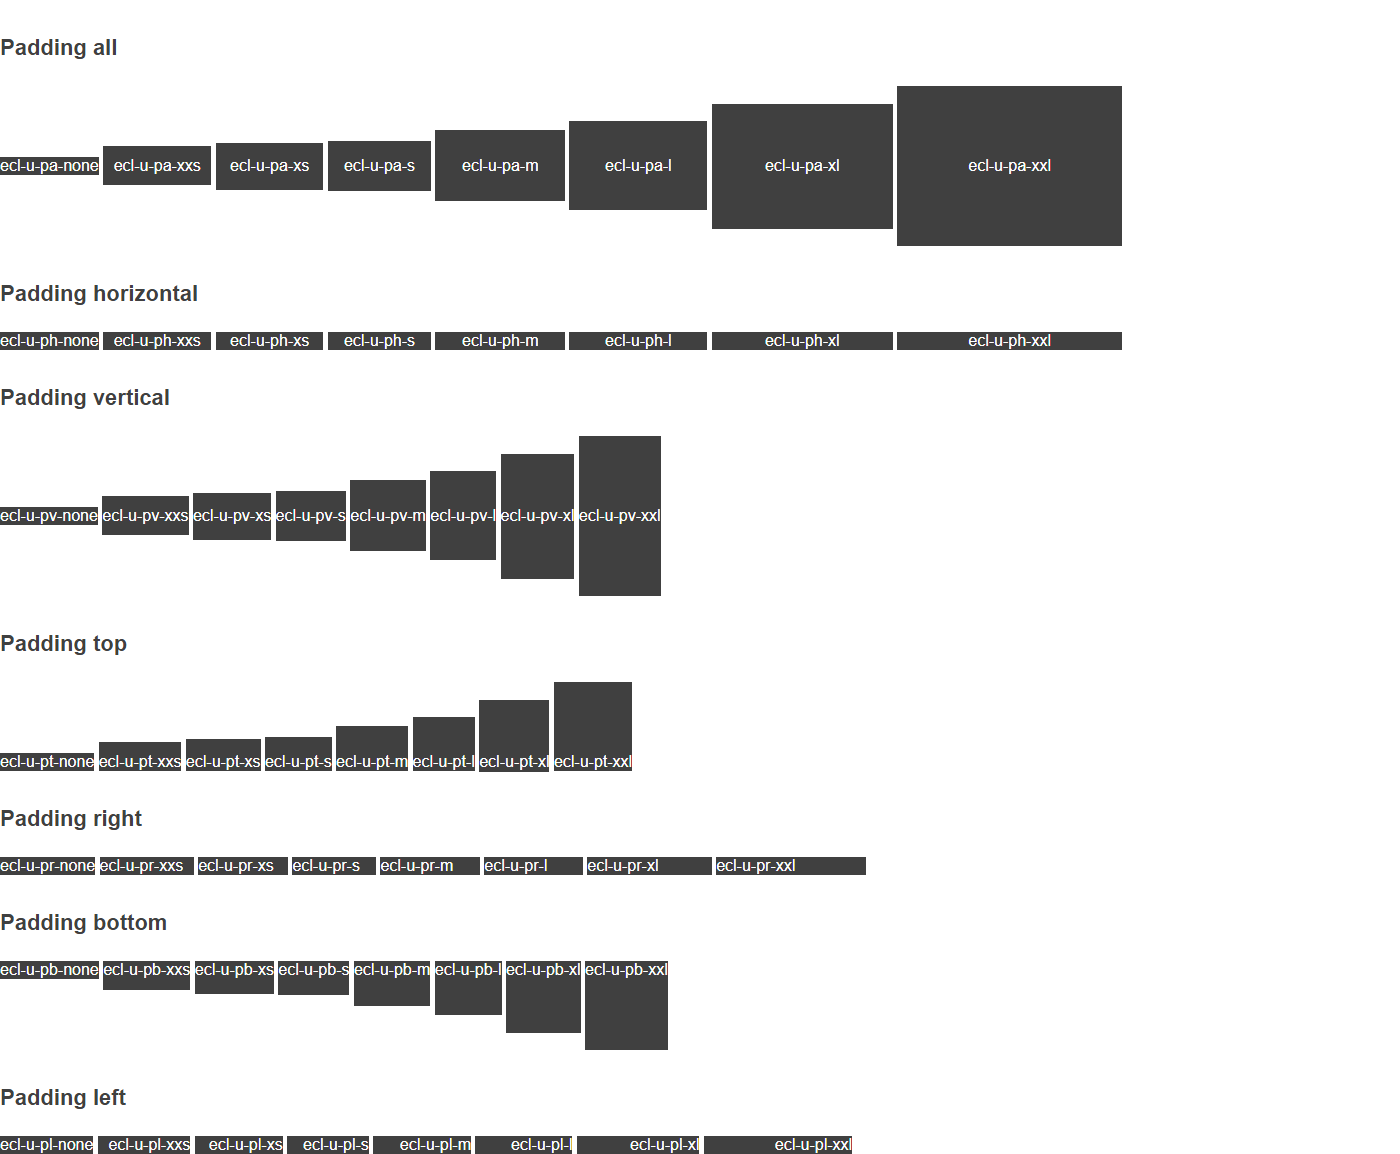 Padding all
ecl-u-pa-none ecl-u-pa-xxs ecl-u-pa-xs ecl-u-pa-s ecl-u-pa-m ecl-u-pa-l ecl-u-pa-xl ecl-u-pa-xxl
Padding horizontal
ecl-u-ph-none ecl-u-ph-xxs ecl-u-ph-xs ecl-u-ph-s ecl-u-ph-m ecl-u-ph-l ecl-u-ph-xl ecl-u-ph-xxl
Padding vertical
ecl-u-pv-none ecl-u-pv-xxs ecl-u-pv-xs ecl-u-pv-s ecl-u-pv-m ecl-u-pv-l ecl-u-pv-xl ecl-u-pv-xxl
Padding top
ecl-u-pt-none ecl-u-pt-xxs ecl-u-pt-xs ecl-u-pt-s ecl-u-pt-m ecl-u-pt-l ecl-u-pt-xl ecl-u-pt-xxl
Padding right
ecl-u-pr-none ecl-u-pr-xxs ecl-u-pr-xs ecl-u-pr-s ecl-u-pr-m ecl-u-pr-l ecl-u-pr-xl ecl-u-pr-xxl
Padding bottom
ecl-u-pb-none ecl-u-pb-xxs ecl-u-pb-xs ecl-u-pb-s ecl-u-pb-m ecl-u-pb-l ecl-u-pb-xl ecl-u-pb-xxl
Padding left
ecl-u-pl-none ecl-u-pl-xxs ecl-u-pl-xs ecl-u-pl-s ecl-u-pl-m ecl-u-pl-l ecl-u-pl-xl ecl-u-pl-xxl